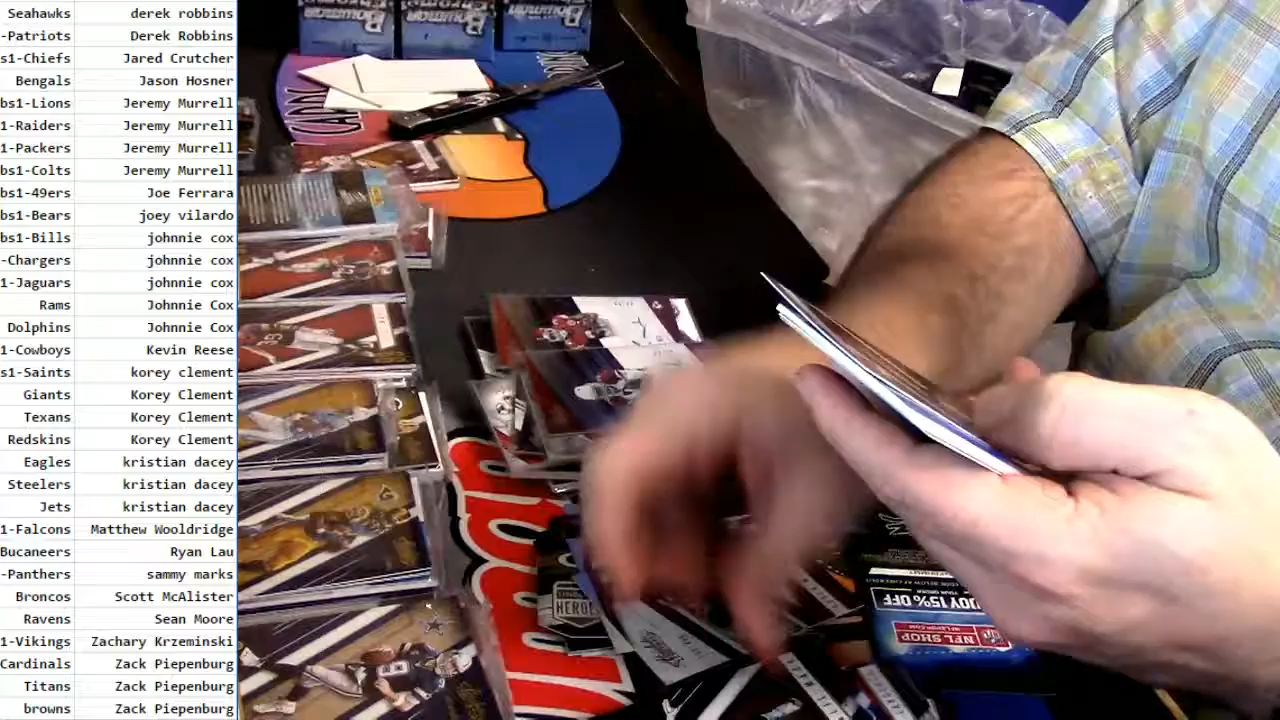 Seahawks derek robbins
-Patriots Derek Robbins
s1-Chiefs Jared Crutcher
Bengals Jason Hosner
bs1-Lions Jeremy Murrell
1-Raiders Jeremy Murrell
1-Packers Jeremy Murrell
bs1-Colts Jeremy Murrell
bs1-49ers Joe Ferrara
bs1-Bears joey vilardo
bs1-Bills johnnie cox
-Chargers johnnie cox
1-Jaguars johnnie cox
Rams Johnnie Cox
Dolphins Johnnie Cox
1-Cowboys Kevin Reese
s1-Saints korey clement
Giants Korey Clement
Texans Korey Clement
Redskins Korey Clement
Eagles kristian dacey
Steelers kristian dacey
Jets kristian dacey
1-Falcons Matthew Wooldridge
Bucaneers Ryan Lau
-Panthers sammy marks
Broncos Scott McAlister
Ravens Sean Moore
1-Vikings Zachary Krzeminski
Cardinals Zack Piepenburg
Titans Zack Piepenburg
browns Zack Piepenburg
Bowman
Bowman
Bowman
HEROES
JOY 15% OFF
YOUR ORDER
NFL SHOP